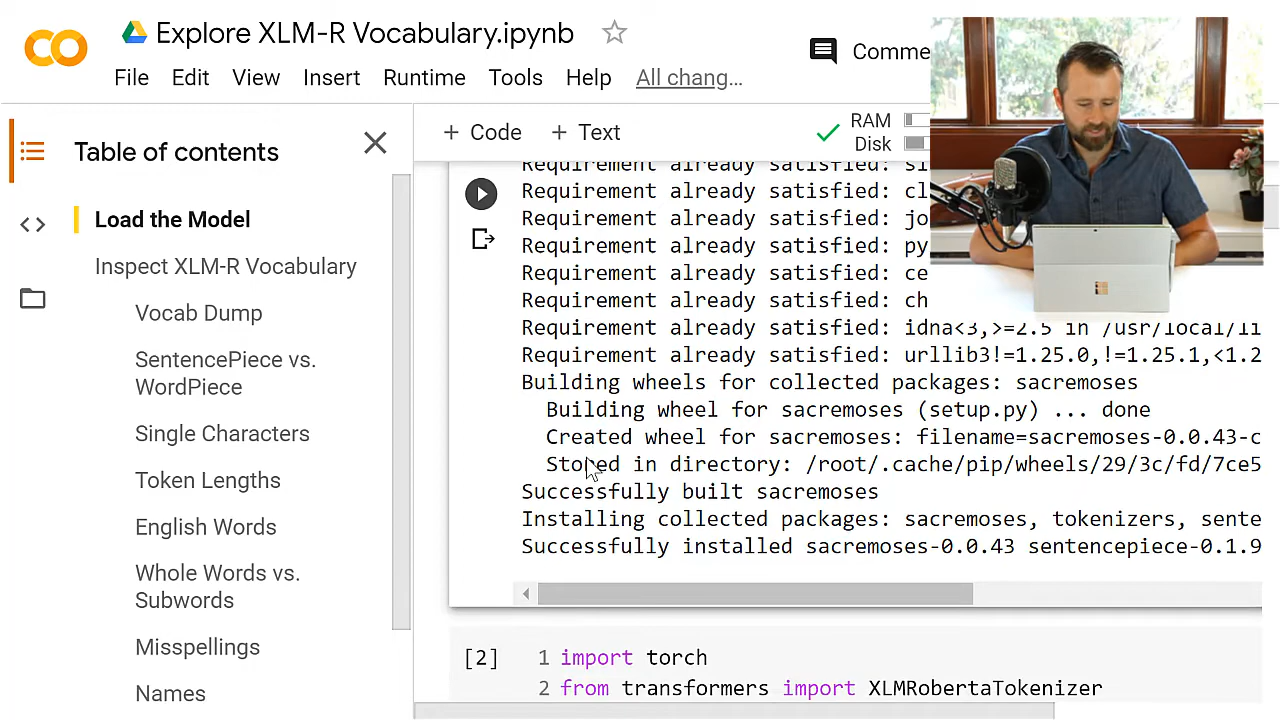 Explore XLM-R Vocabulary.ipynb
File Edit View Insert Runtime Tools Help All chang...
Comme
+ Code + Text
RAM
Disk
Table of contents
Load the Model
Inspect XLM-R Vocabulary
Vocab Dump
SentencePiece vs.
WordPiece
Single Characters
Token Lengths
English Words
Whole Words vs.
Subwords
Misspellings
Names
Requirement already satisfied: si
Requirement already satisfied: cl
Requirement already satisfied: jo
Requirement already satisfied: py
Requirement already satisfied: ce
Requirement already satisfied: ch
Requirement already satisfied: idna<3,>=2.5 in /usr/local/li
Requirement already satisfied: urllib3!=1.25.0,!=1.25.1,<1.2
Building wheels for collected packages: sacremoses
Building wheel for sacremoses (setup.py) ... done
Created wheel for sacremoses: filename=sacremoses-0.0.43-c
Stored in directory: /root/.cache/pip/wheels/29/3c/fd/7ce5
Successfully built sacremoses
Installing collected packages: sacremoses, tokenizers, sente
Successfully installed sacremoses-0.0.43 sentencepiece-0.1.9
[2] 1 import torch
2 from transformers import XLMRobertaTokenizer